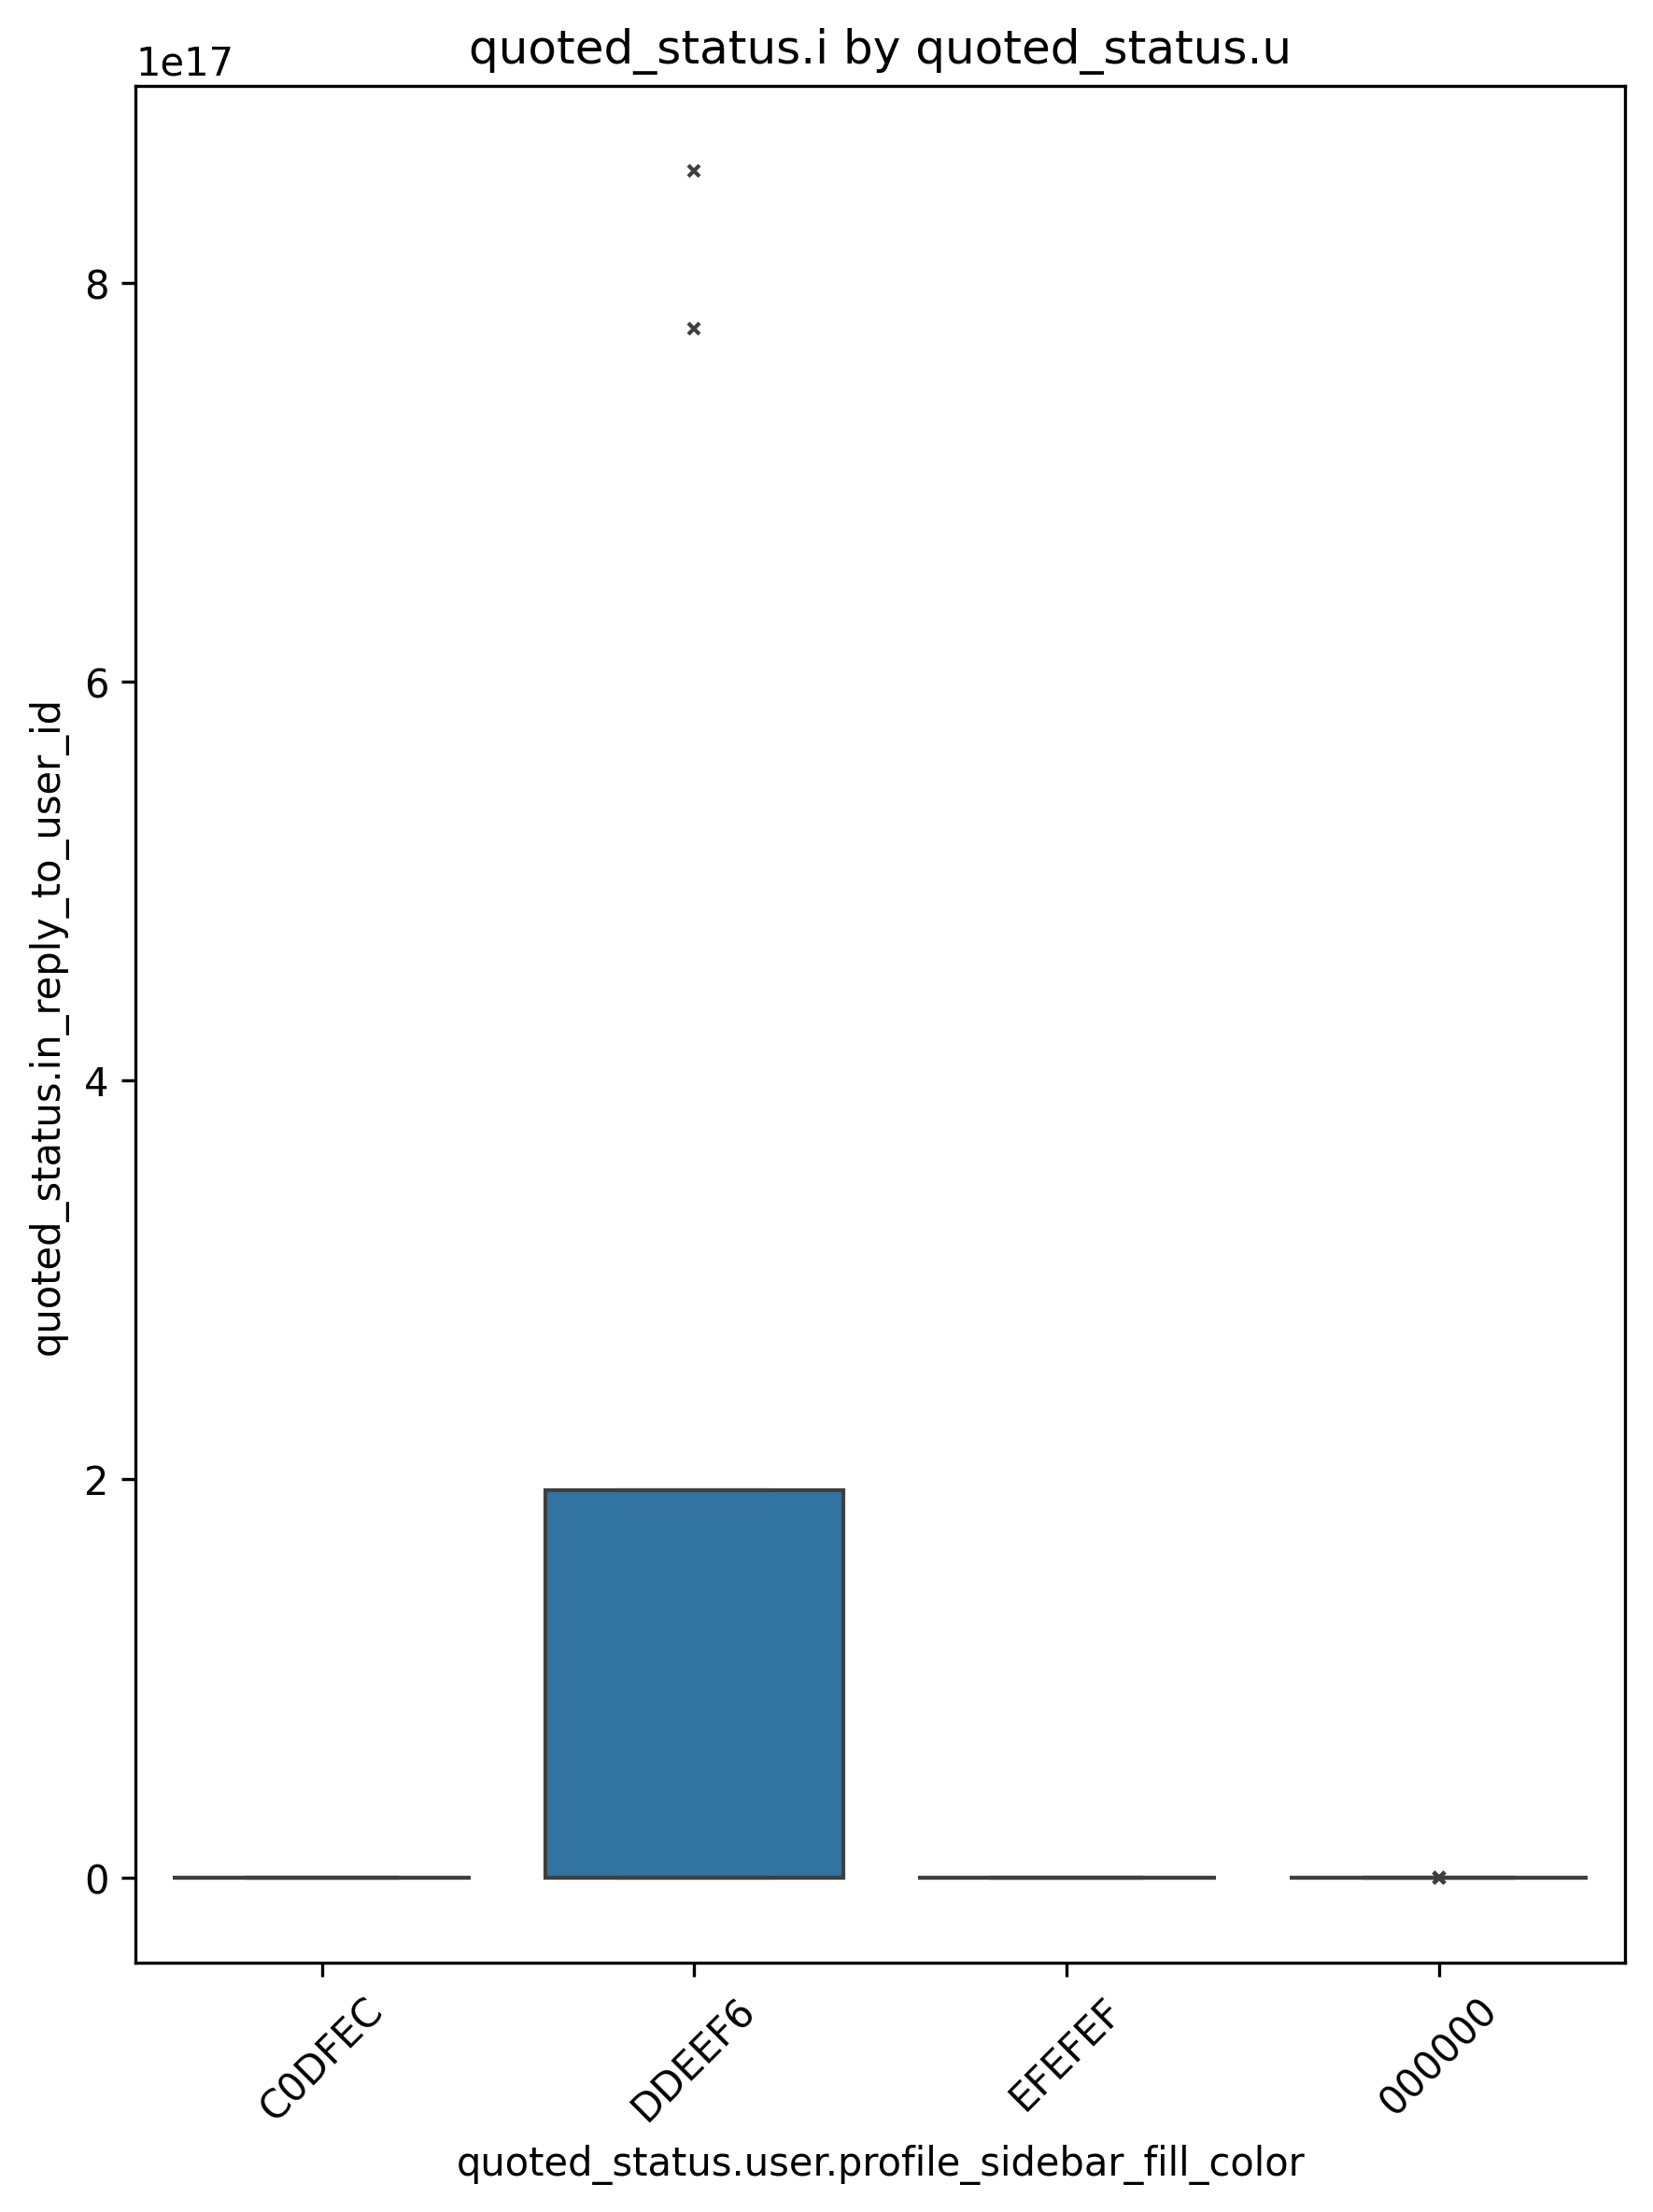 quoted_status.i by quoted_status.u
1e17
8
6
4
2
0
quoted_status.in_reply_to_user_id
C0DFEC
DDEEF6
EFEFEF
000000
quoted_status.user.profile_sidebar_fill_color